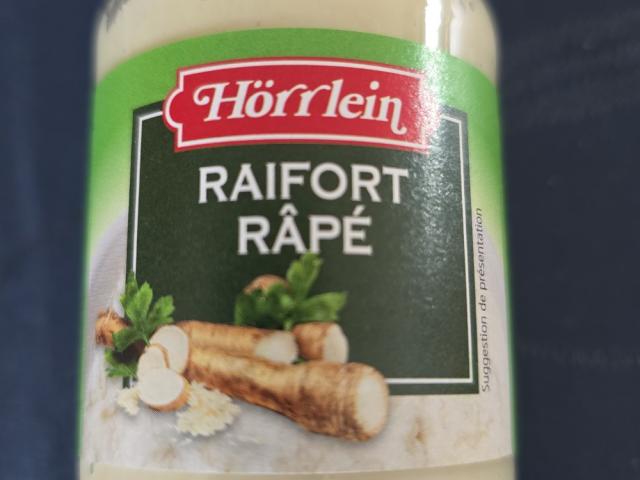 Hörrlein
RAIFORT
RÂPÉ
Suggestion de présentation